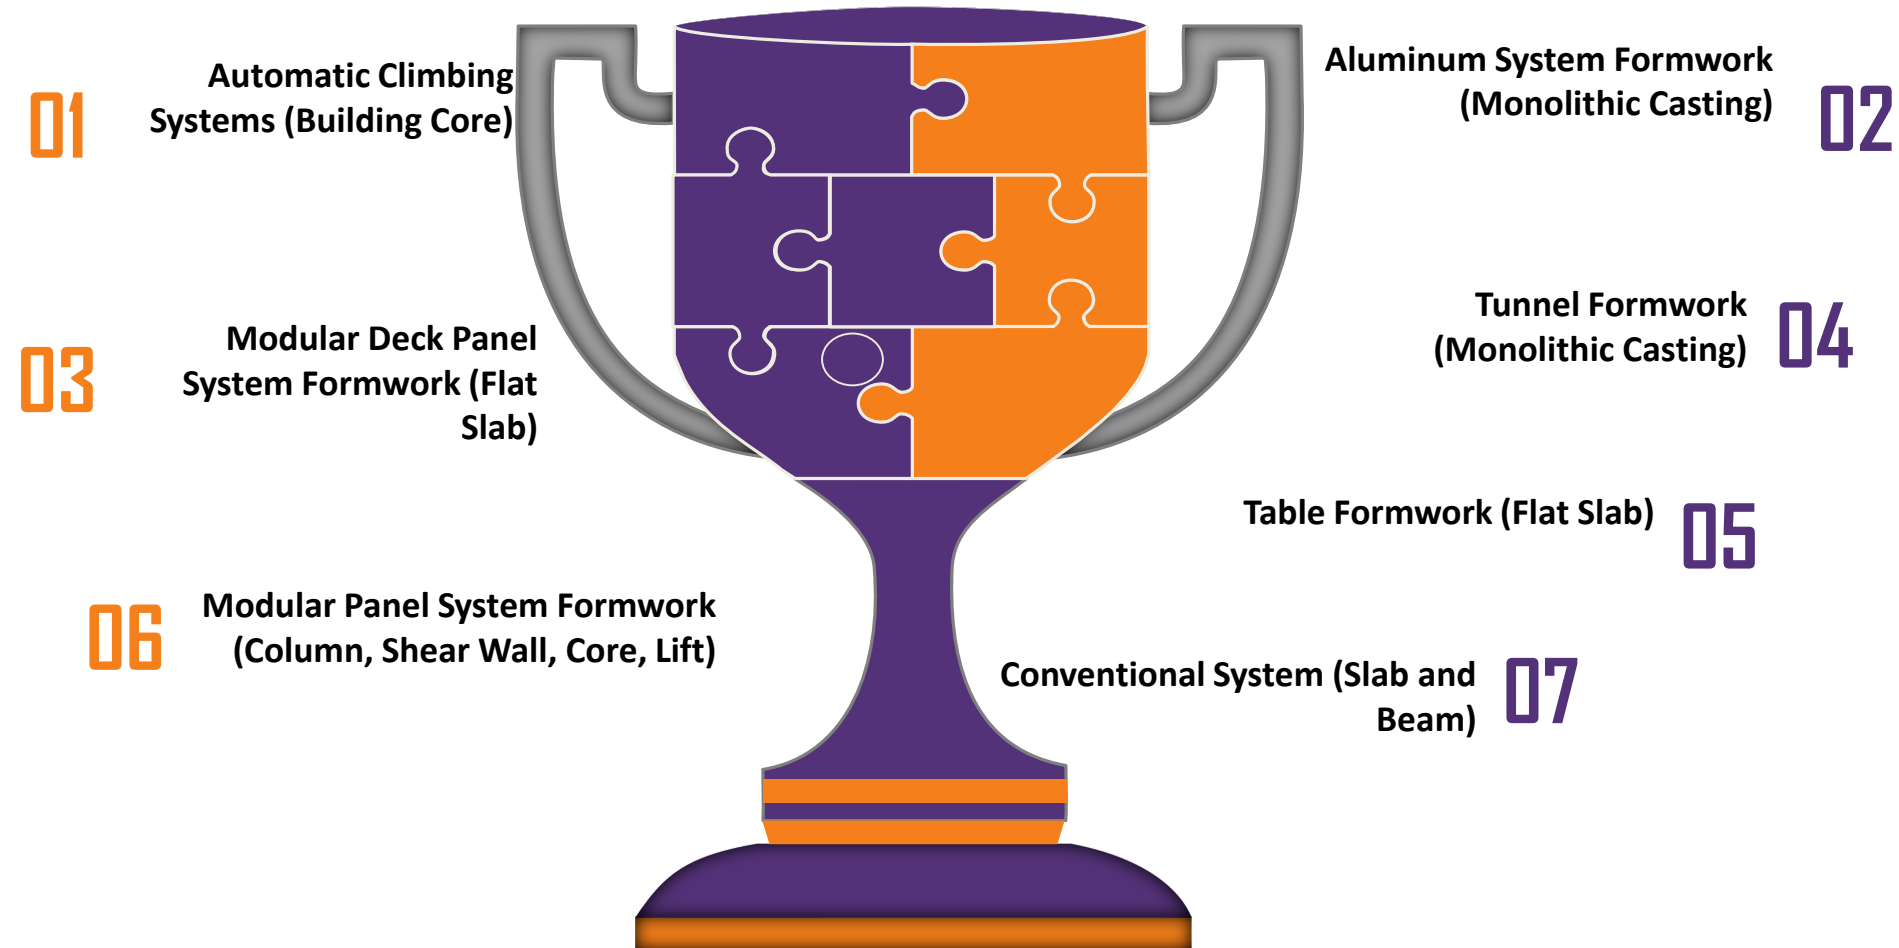 01
Automatic Climbing
Systems (Building Core)
Aluminum System Formwork
(Monolithic Casting)
02
03
Modular Deck Panel
System Formwork (Flat
Slab)
Tunnel Formwork
(Monolithic Casting)
04
Table Formwork (Flat Slab)
05
06
Modular Panel System Formwork
(Column, Shear Wall, Core, Lift)
Conventional System (Slab and
Beam)
07